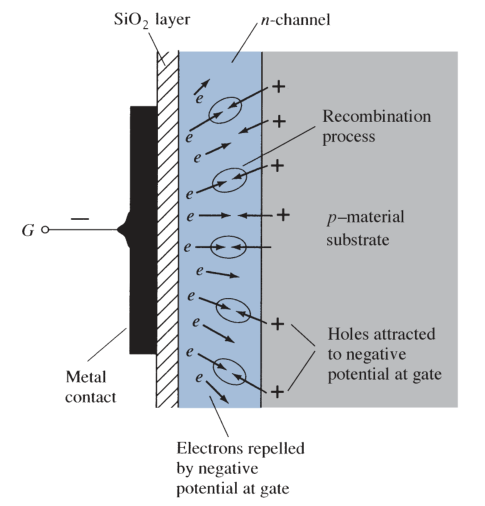 SiO₂ layer
n-channel
e
+
e
+
Recombination
process
e
+
e
G
−
e
+
p–material
substrate
e
e
e
+
Holes attracted
to negative
potential at gate
e
e
Metal
contact
e
+
Electrons repelled
by negative
potential at gate